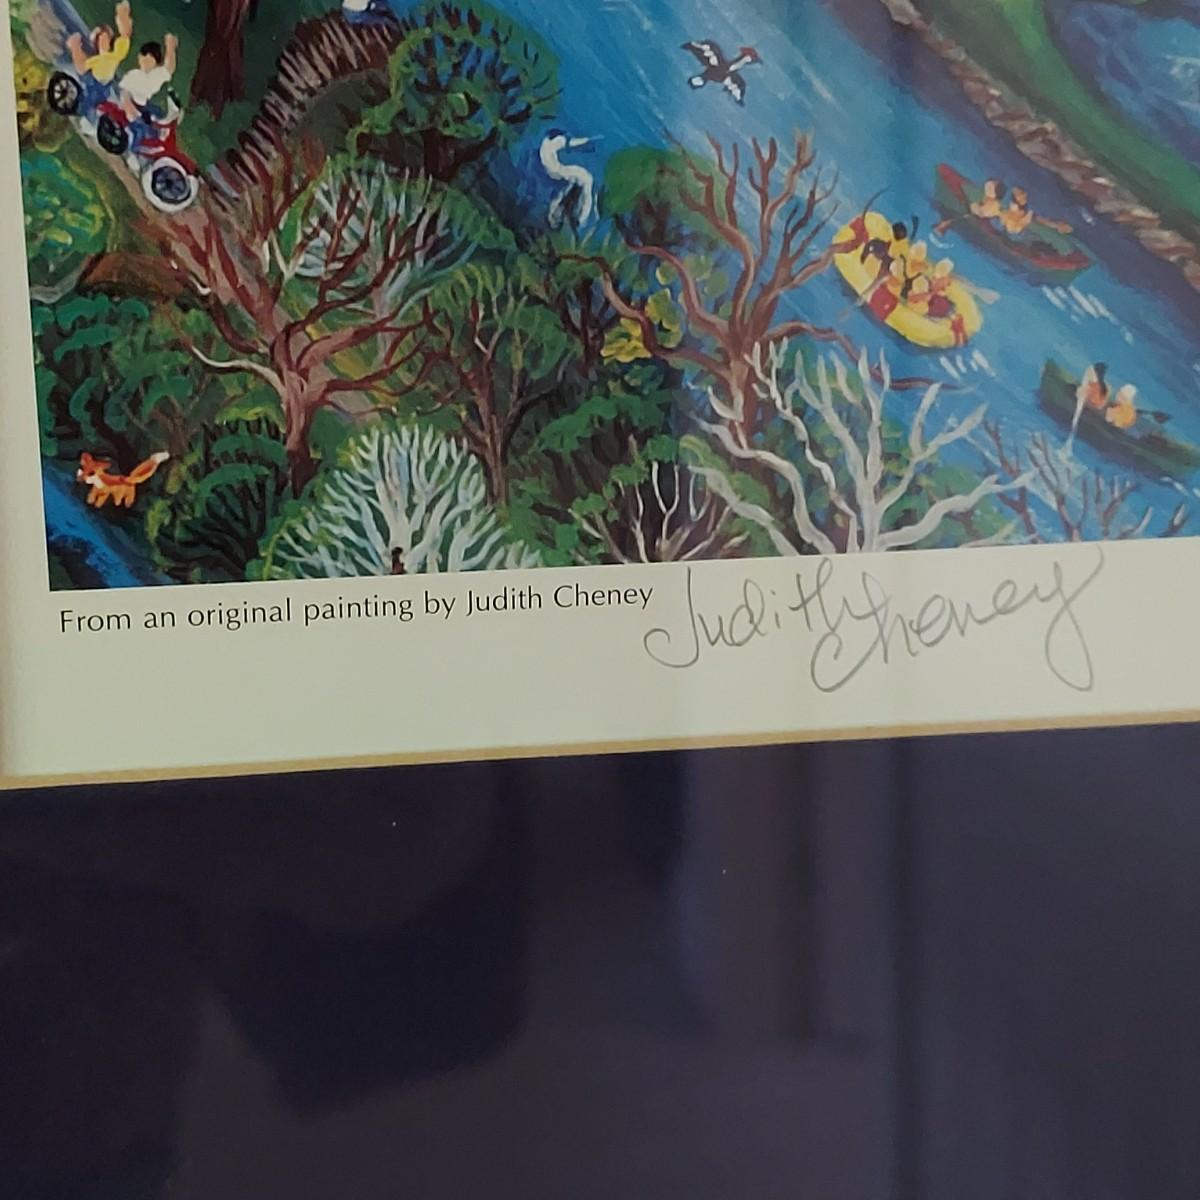 From an original painting by Judith Cheney
Judith Cheney